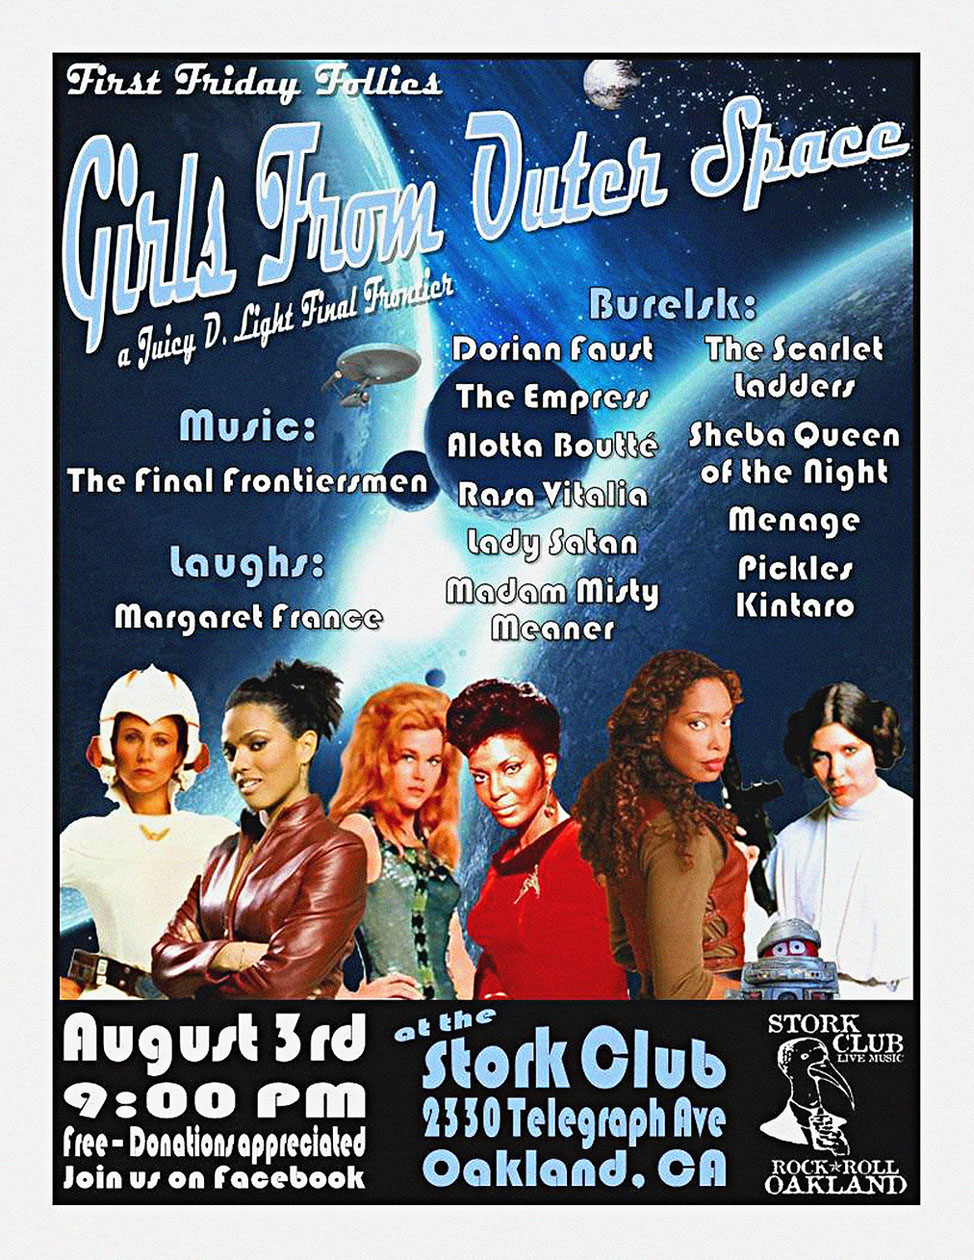 First Friday Follies
Girls From Outer Space
a Juicy D. Light Final Frontier
Music:
The Final Frontiersmen
Laughs:
Margaret France
Burelsk:
Dorian Faust
The Empress
Alotta Boutté
Rasa Vitalia
Lady Satan
Madam Misty
Meaner
The Scarlet
Ladders
Sheba Queen
of the Night
Menage
Pickles
Kintaro
August 3rd
9:00 PM
Free - Donations appreciated
Join us on Facebook
at the
Stork Club
2330 Telegraph Ave
Oakland, CA
STORK
CLUB
LIVE MUSIC
ROCK★ROLL
OAKLAND